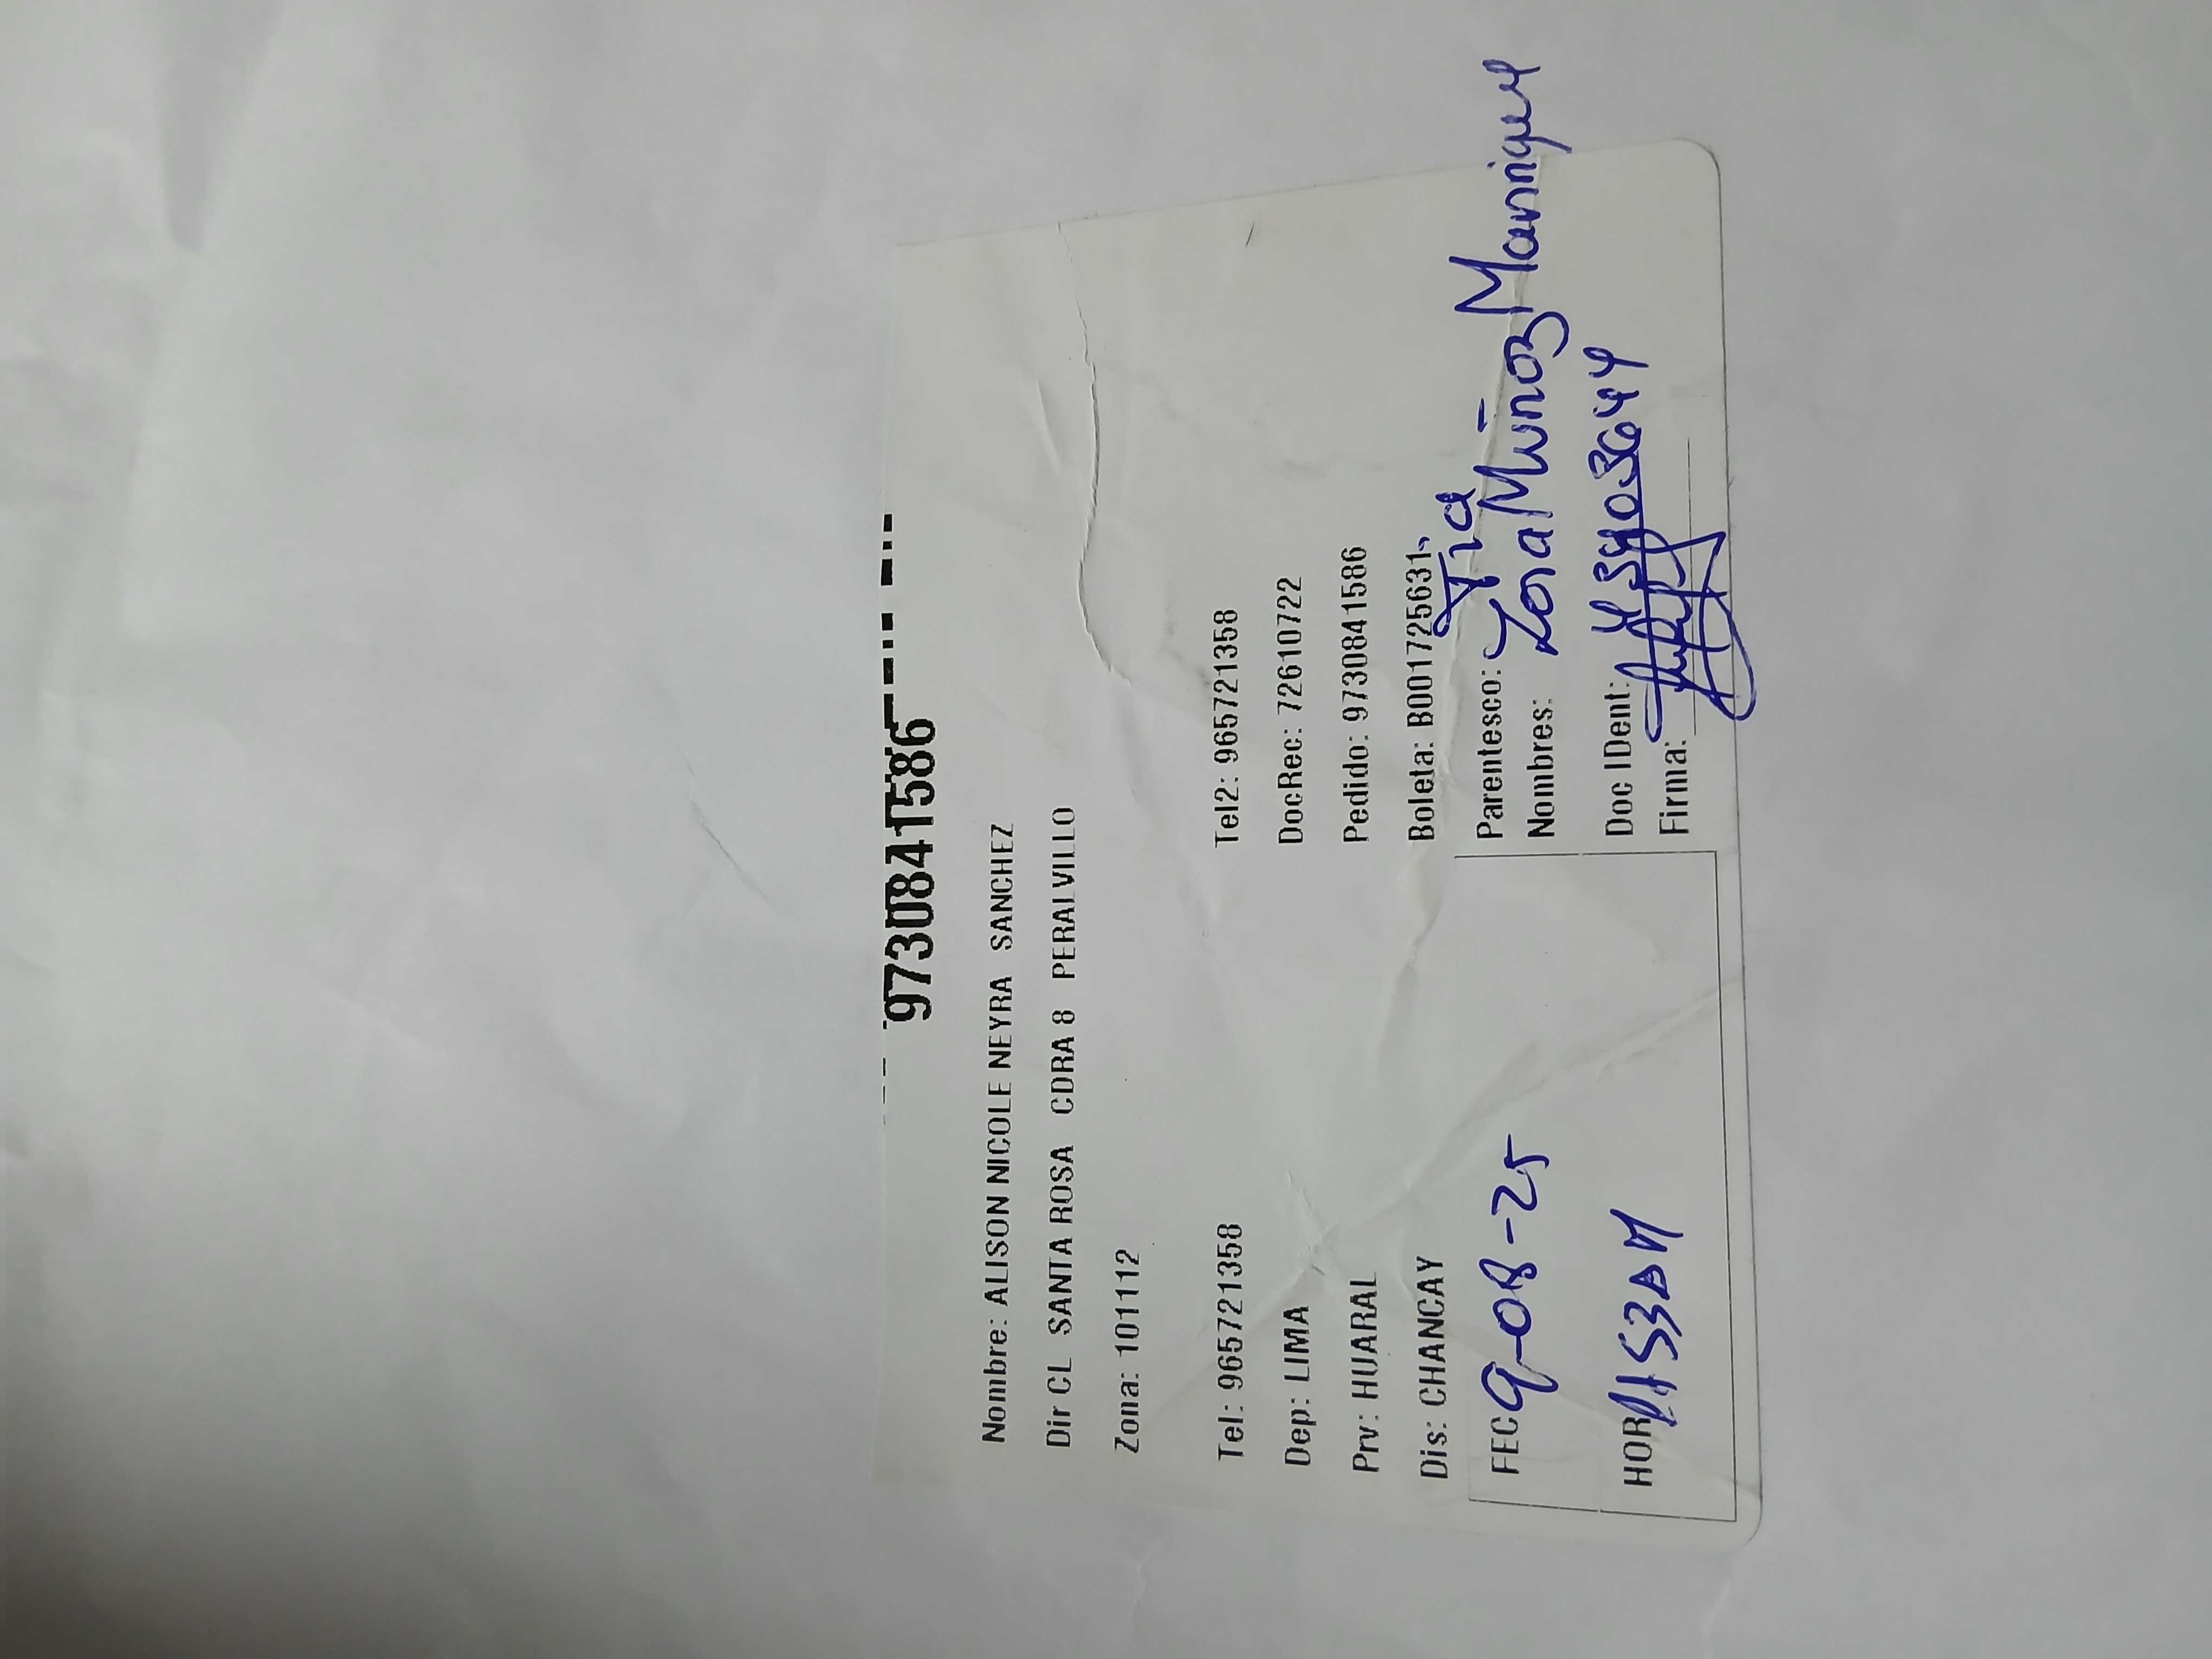 9730841586
Nombre: ALISON NICOLE NEYRA SANCHEZ
Dir CL SANTA ROSA CDRA 8 PERALVILLO
Zona: 101112
Tel: 965721358 Tel2: 965721358
Dep: LIMA DocRec: 72610722
Prv: HUARAL Pedido: 9730841586
Dis: CHANCAY Boleta: B001725631
FEC 9-08-25 Parentesco: Tia
Nombres: Muñoz Manrique
HOR 1153AM Doc IDent:
Firma: